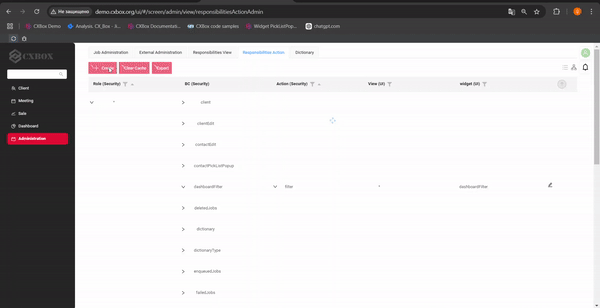 Не защищено demo.cxbox.org/ui/#/screen/admin/view/responsibilitiesActionAdmin
CXBox Demo Analysis: CX_Box - li CXBox Documentati... CXBox code samples Widget PickListPop... chatgpt.com
CXBOX
Job Administration External Administration Responsibilities View Responsibilities Action Dictionary
Create Clear Cache Export
Role (Security) BC (Security) Action (Security) View (UI) widget (UI)
Client
Meeting
Sale
Dashboard
Administration
* client
clientEdit
contactEdit
contactPickListPopup
dashboardFilter filter * dashboardFilter
deletedJobs
dictionary
dictionaryType
enqueuedJobs
failedJobs